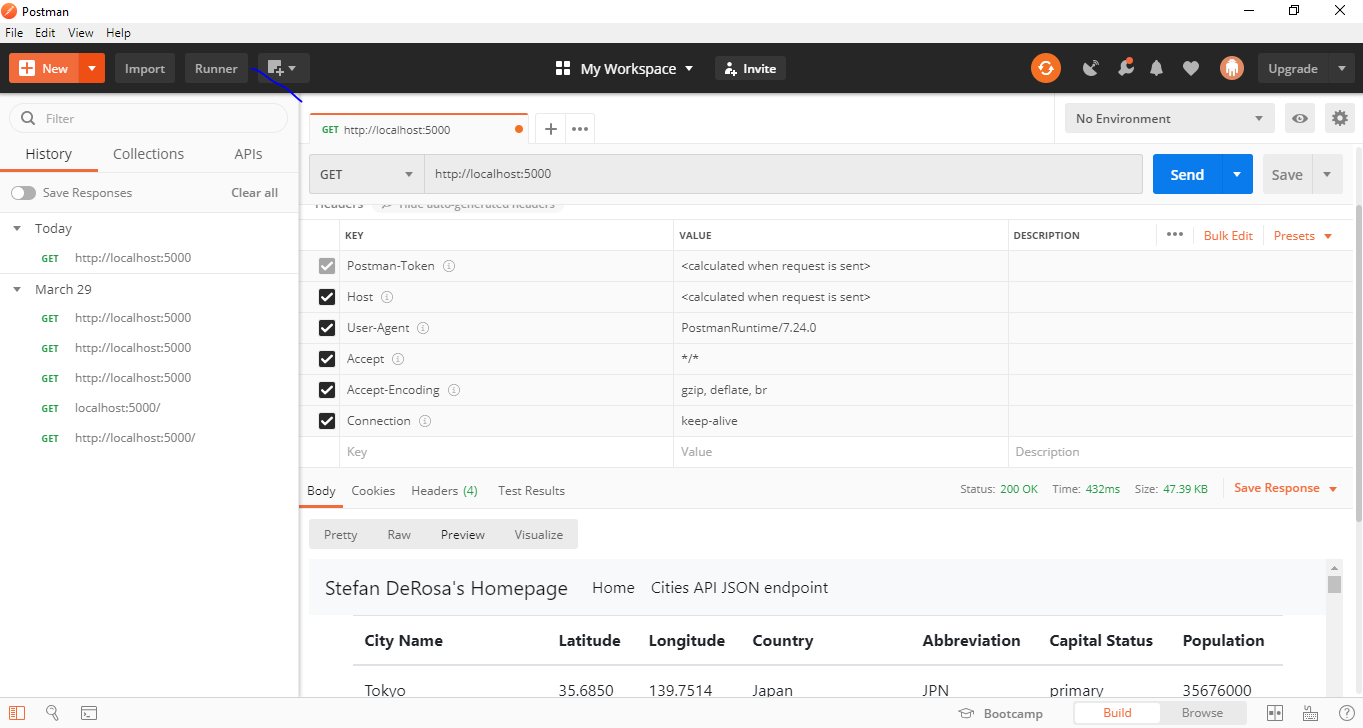 Postman
File Edit View Help
New Import Runner My Workspace Invite Upgrade
Filter
History Collections APIs
Save Responses Clear all
Today
GET http://localhost:5000
March 29
GET http://localhost:5000
GET http://localhost:5000
GET http://localhost:5000
GET localhost:5000/
GET http://localhost:5000/
GET http://localhost:5000
No Environment
GET http://localhost:5000 Send Save
Headers Hide auto-generated headers
KEY VALUE DESCRIPTION Bulk Edit Presets
Postman-Token <calculated when request is sent>
Host <calculated when request is sent>
User-Agent PostmanRuntime/7.24.0
Accept */*
Accept-Encoding gzip, deflate, br
Connection keep-alive
Key Value Description
Body Cookies Headers (4) Test Results Status: 200 OK Time: 432ms Size: 47.39 KB Save Response
Pretty Raw Preview Visualize
Stefan DeRosa's Homepage Home Cities API JSON endpoint
City Name Latitude Longitude Country Abbreviation Capital Status Population
Tokyo 35.6850 139.7514 Japan JPN primary 35676000
Bootcamp Build Browse